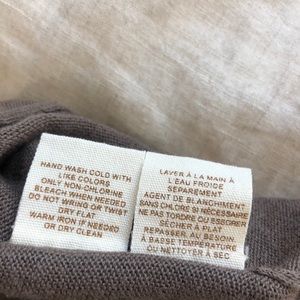 HAND WASH COLD WITH
LIKE COLORS
ONLY NON-CHLORINE
BLEACH WHEN NEEDED
DO NOT WRING OR TWIST
DRY FLAT
WARM IRON IF NEEDED
OR DRY CLEAN
LAVER À LA MAIN À
L'EAU FROIDE
SÉPAREMENT
AGENT DE BLANCHIMENT
SANS CHLORE SI NÉCESSAIRE
NE PAS TORDRE OU ESSORER
SÉCHER À PLAT
REPASSER, AU BESOIN,
À BASSE TEMPÉRATURE
OU NETTOYER À SEC